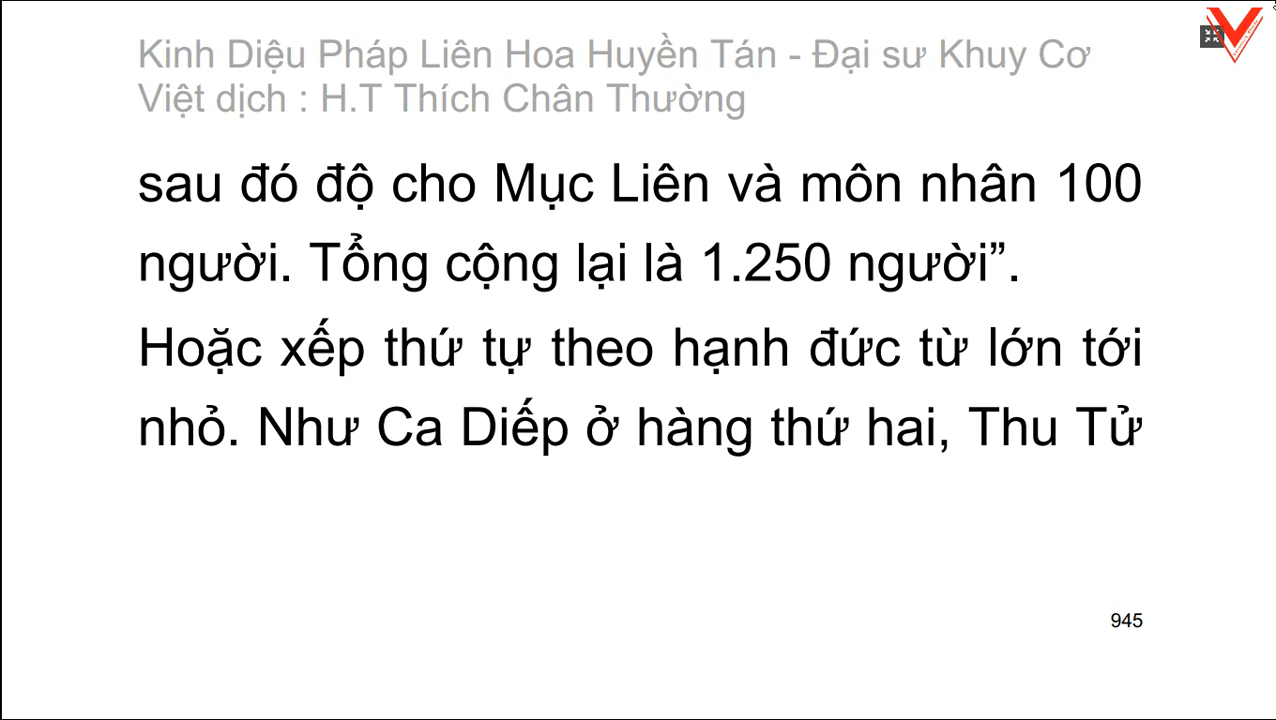 Kinh Diệu Pháp Liên Hoa Huyền Tán - Đại sư Khuy Cơ
Việt dịch : H.T Thích Chân Thường
sau đó độ cho Mục Liên và môn nhân 100
người. Tổng cộng lại là 1.250 người”.
Hoặc xếp thứ tự theo hạnh đức từ lớn tới
nhỏ. Như Ca Diếp ở hàng thứ hai, Thu Tử
945